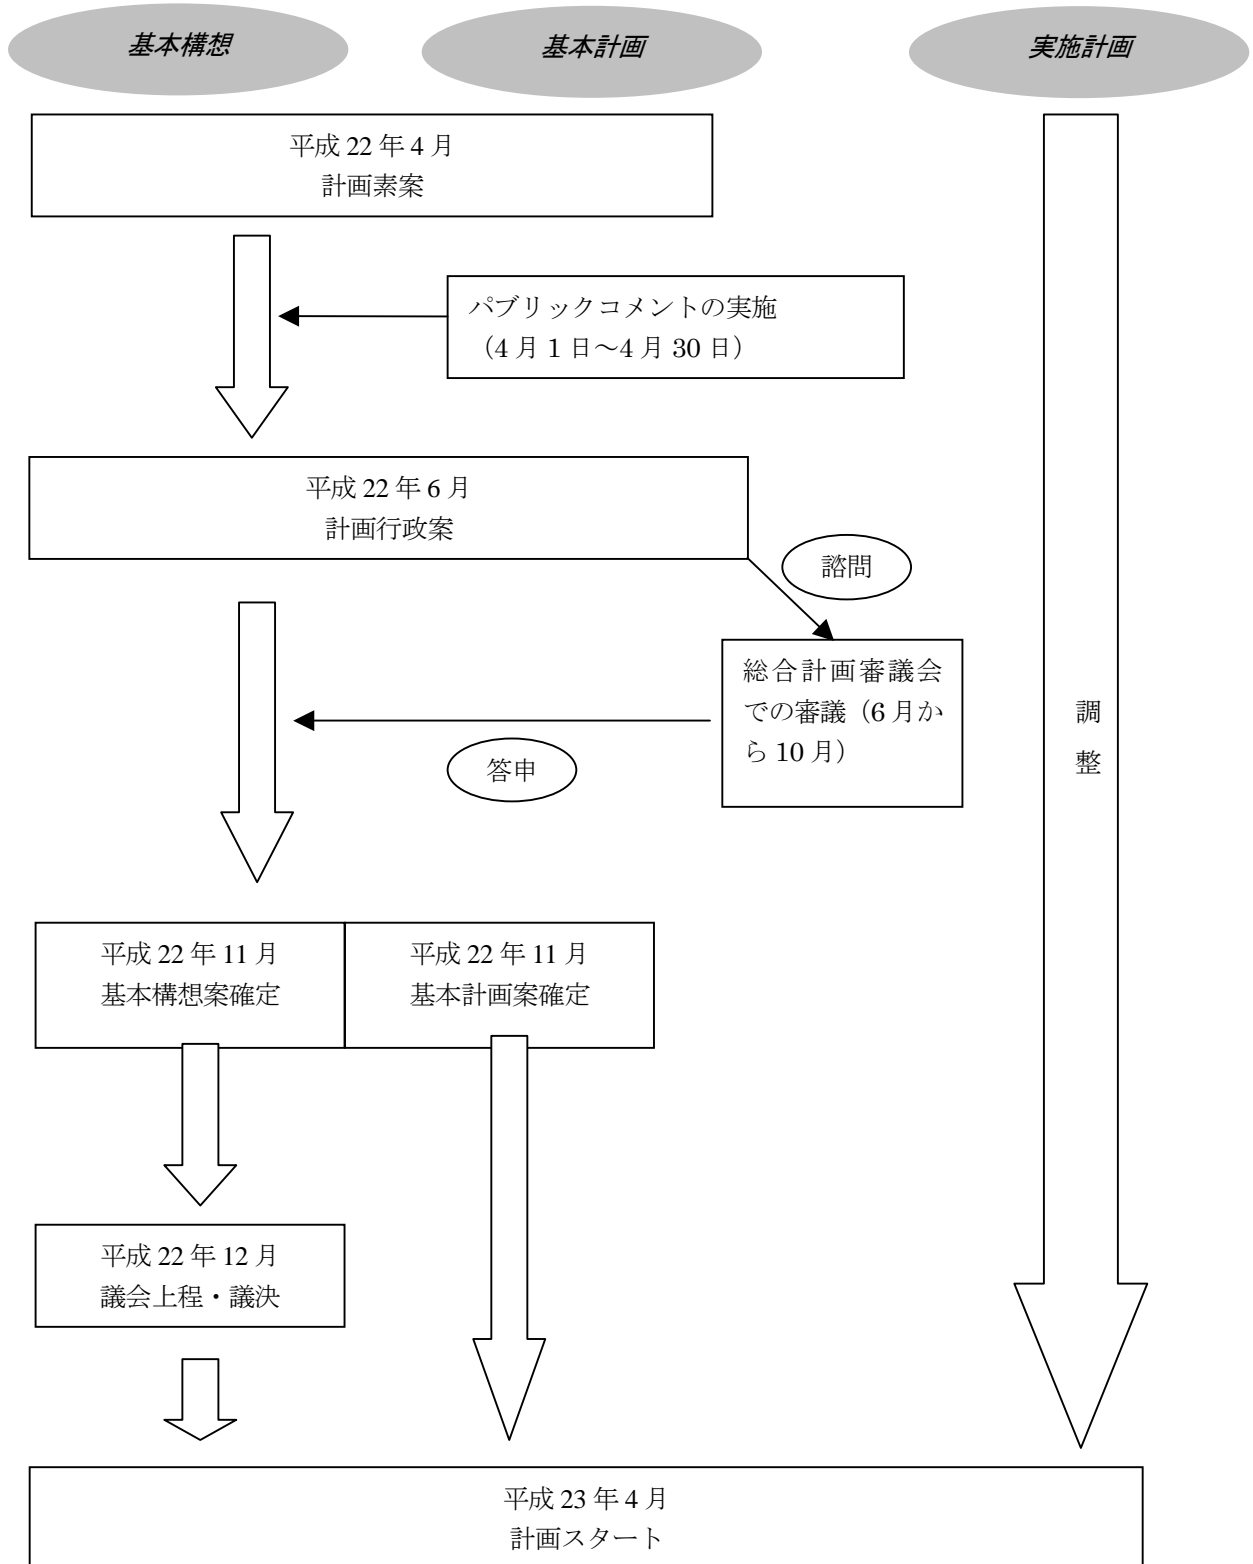 基本構想
基本計画
実施計画
平成 22 年 4 月
計画素案
パブリックコメントの実施
（4 月 1 日～4 月 30 日）
平成 22 年 6 月
計画行政案
諮問
総合計画審議会
での審議（6 月か
ら 10 月）
答申
調
整
平成 22 年 11 月
基本構想案確定
平成 22 年 11 月
基本計画案確定
平成 22 年 12 月
議会上程・議決
平成 23 年 4 月
計画スタート